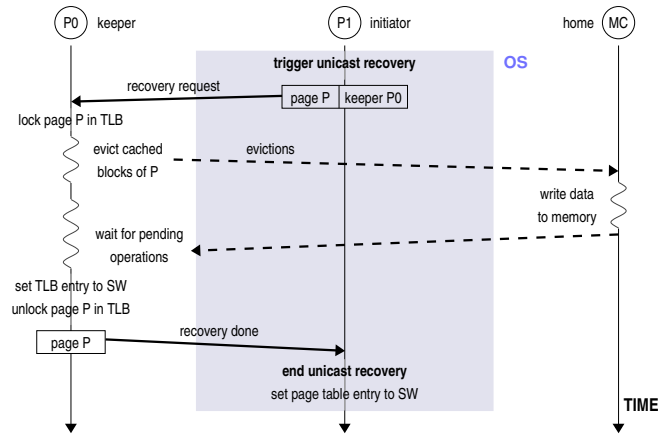 P0 keeper
P1 initiator
home MC
OS
trigger unicast recovery
recovery request
page P keeper P0
lock page P in TLB
evict cached
blocks of P
evictions
write data
to memory
wait for pending
operations
set TLB entry to SW
unlock page P in TLB
recovery done
page P
end unicast recovery
set page table entry to SW
TIME